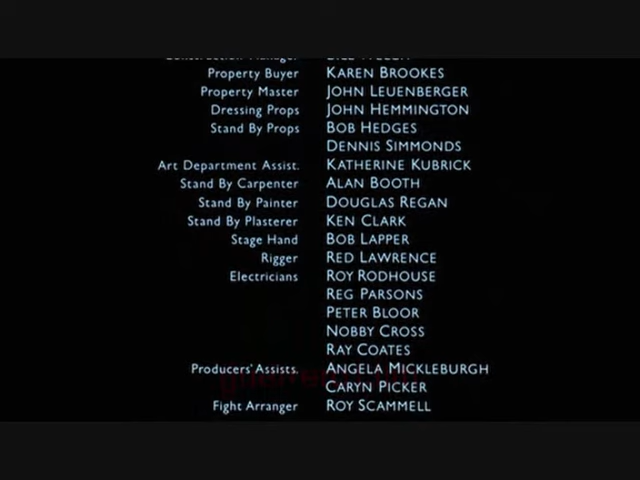 Property Buyer KAREN BROOKES
Property Master JOHN LEUENBERGER
Dressing Props JOHN HEMMINGTON
Stand By Props BOB HEDGES
DENNIS SIMMONDS
Art Department Assist. KATHERINE KUBRICK
Stand By Carpenter ALAN BOOTH
Stand By Painter DOUGLAS REGAN
Stand By Plasterer KEN CLARK
Stage Hand BOB LAPPER
Rigger RED LAWRENCE
Electricians ROY RODHOUSE
REG PARSONS
PETER BLOOR
NOBBY CROSS
RAY COATES
Producers' Assists. ANGELA MICKLEBURGH
CARYN PICKER
Fight Arranger ROY SCAMMELL